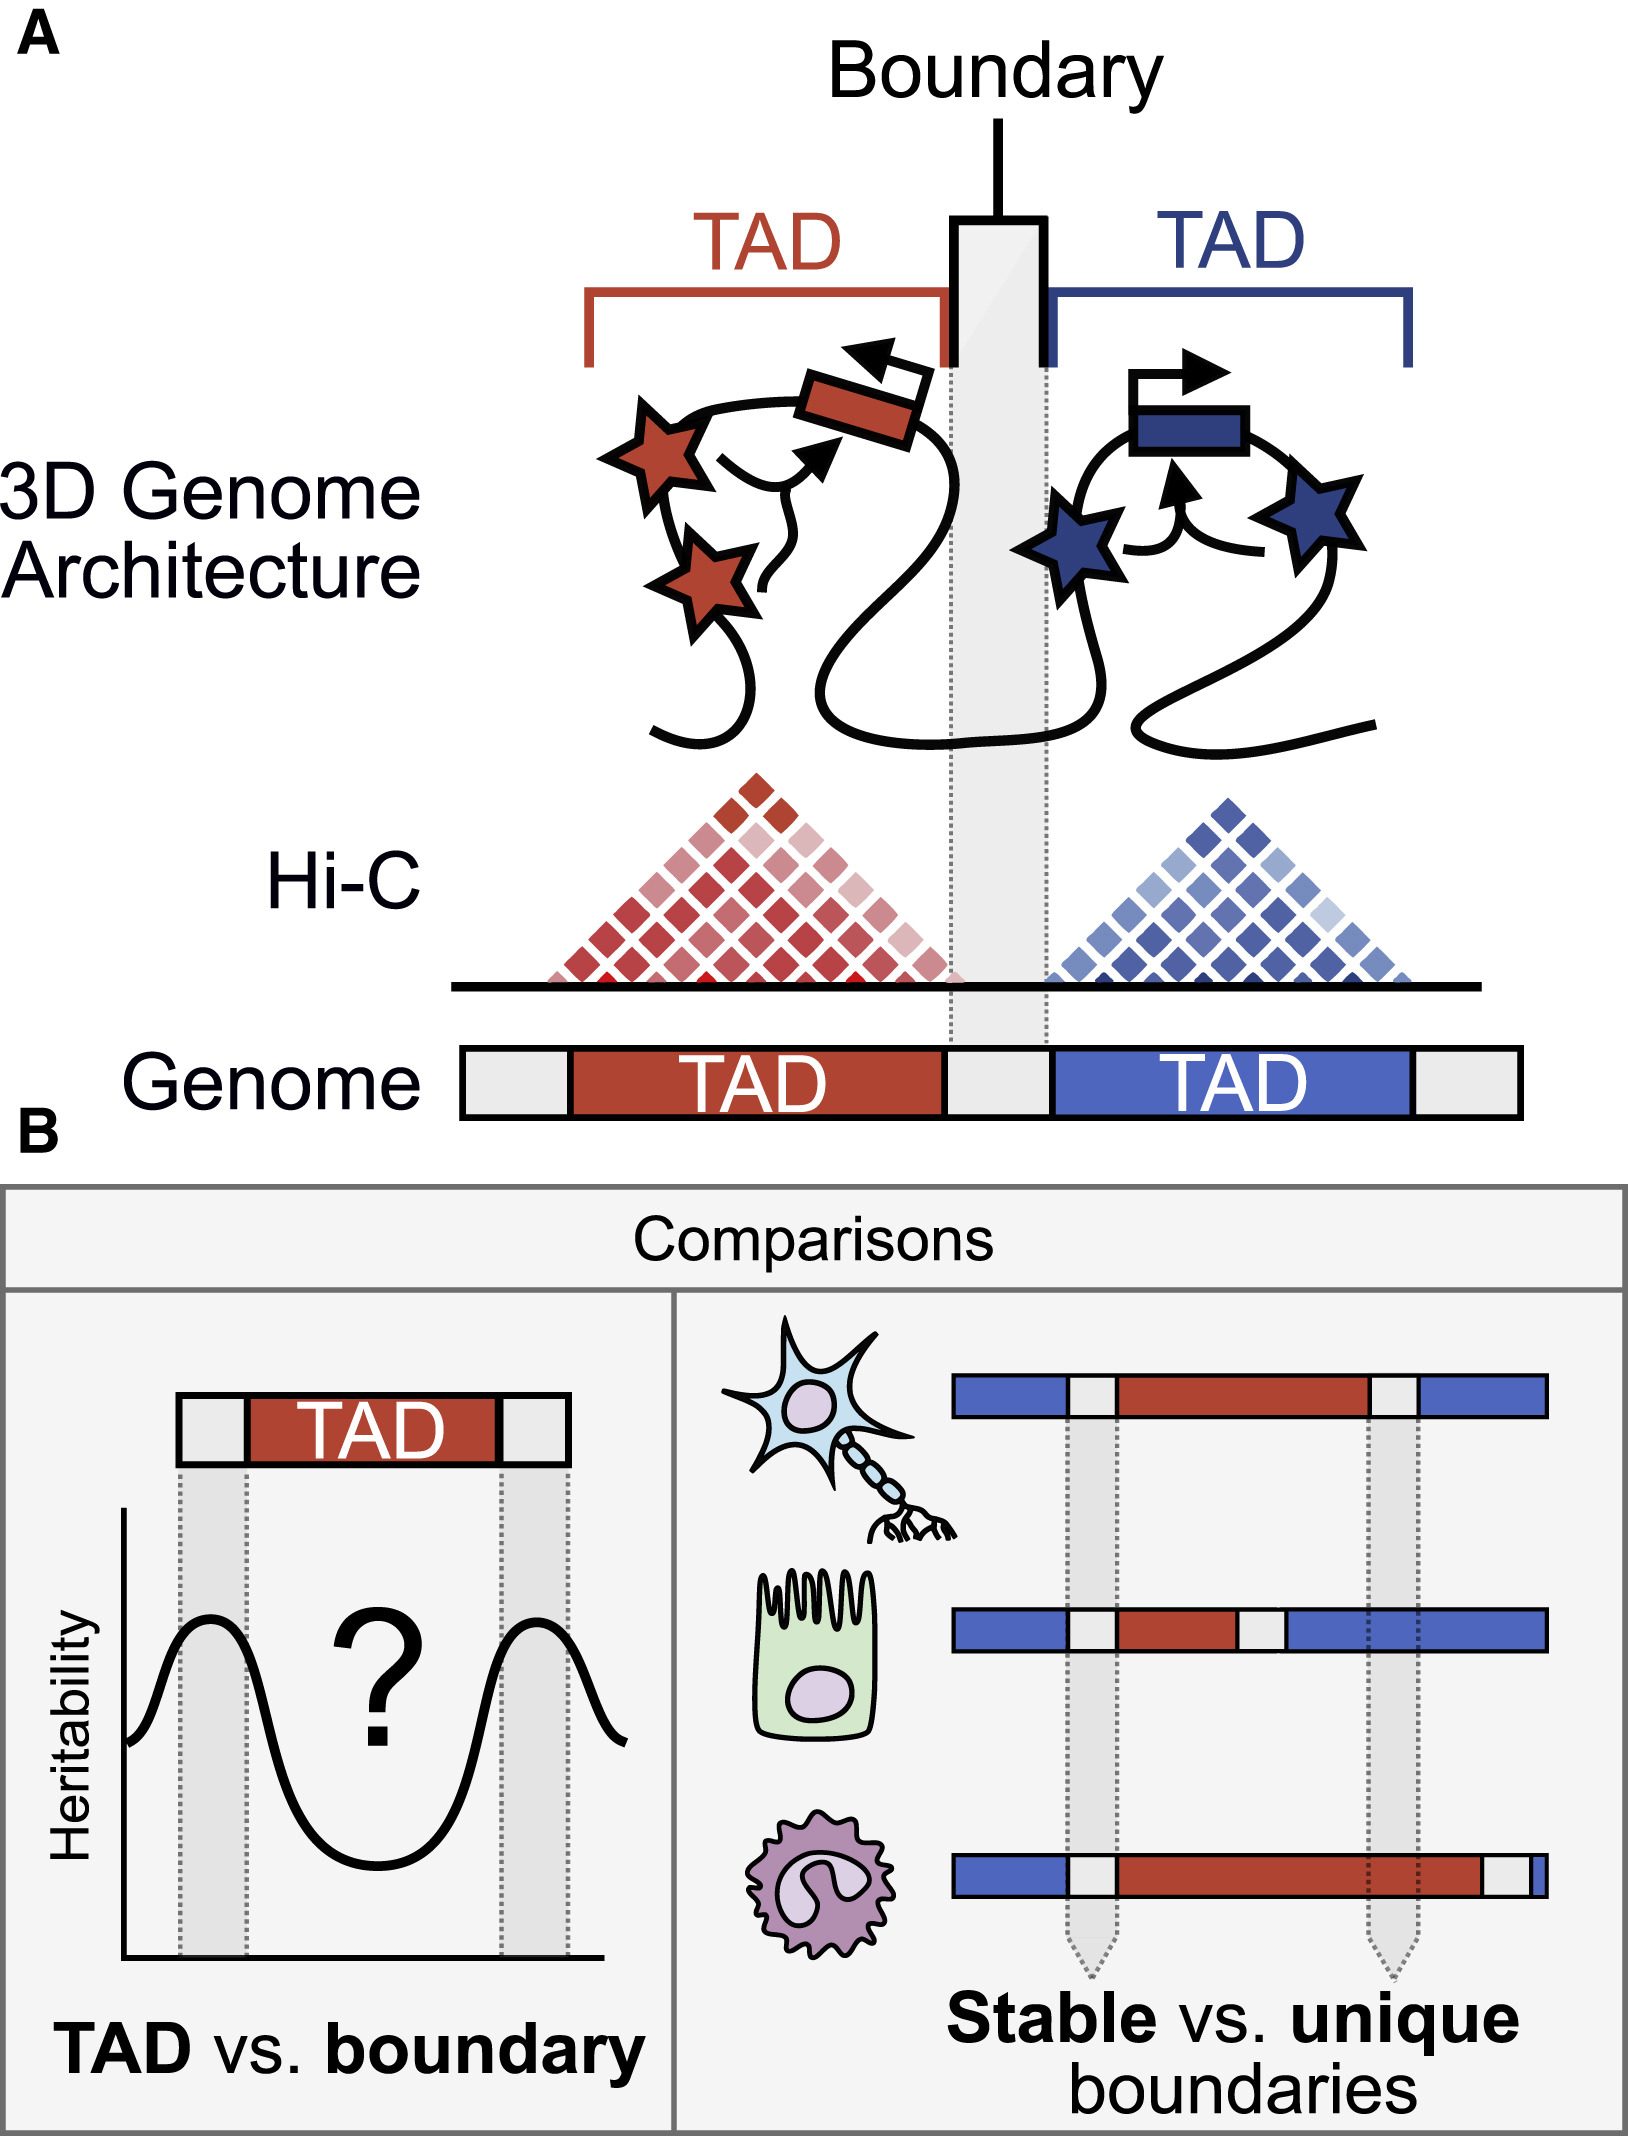 A
Boundary
TAD
TAD
3D Genome
Architecture
Hi-C
Genome
TAD
TAD
B
Comparisons
TAD
?
Heritability
TAD vs. boundary
Stable vs. unique
boundaries